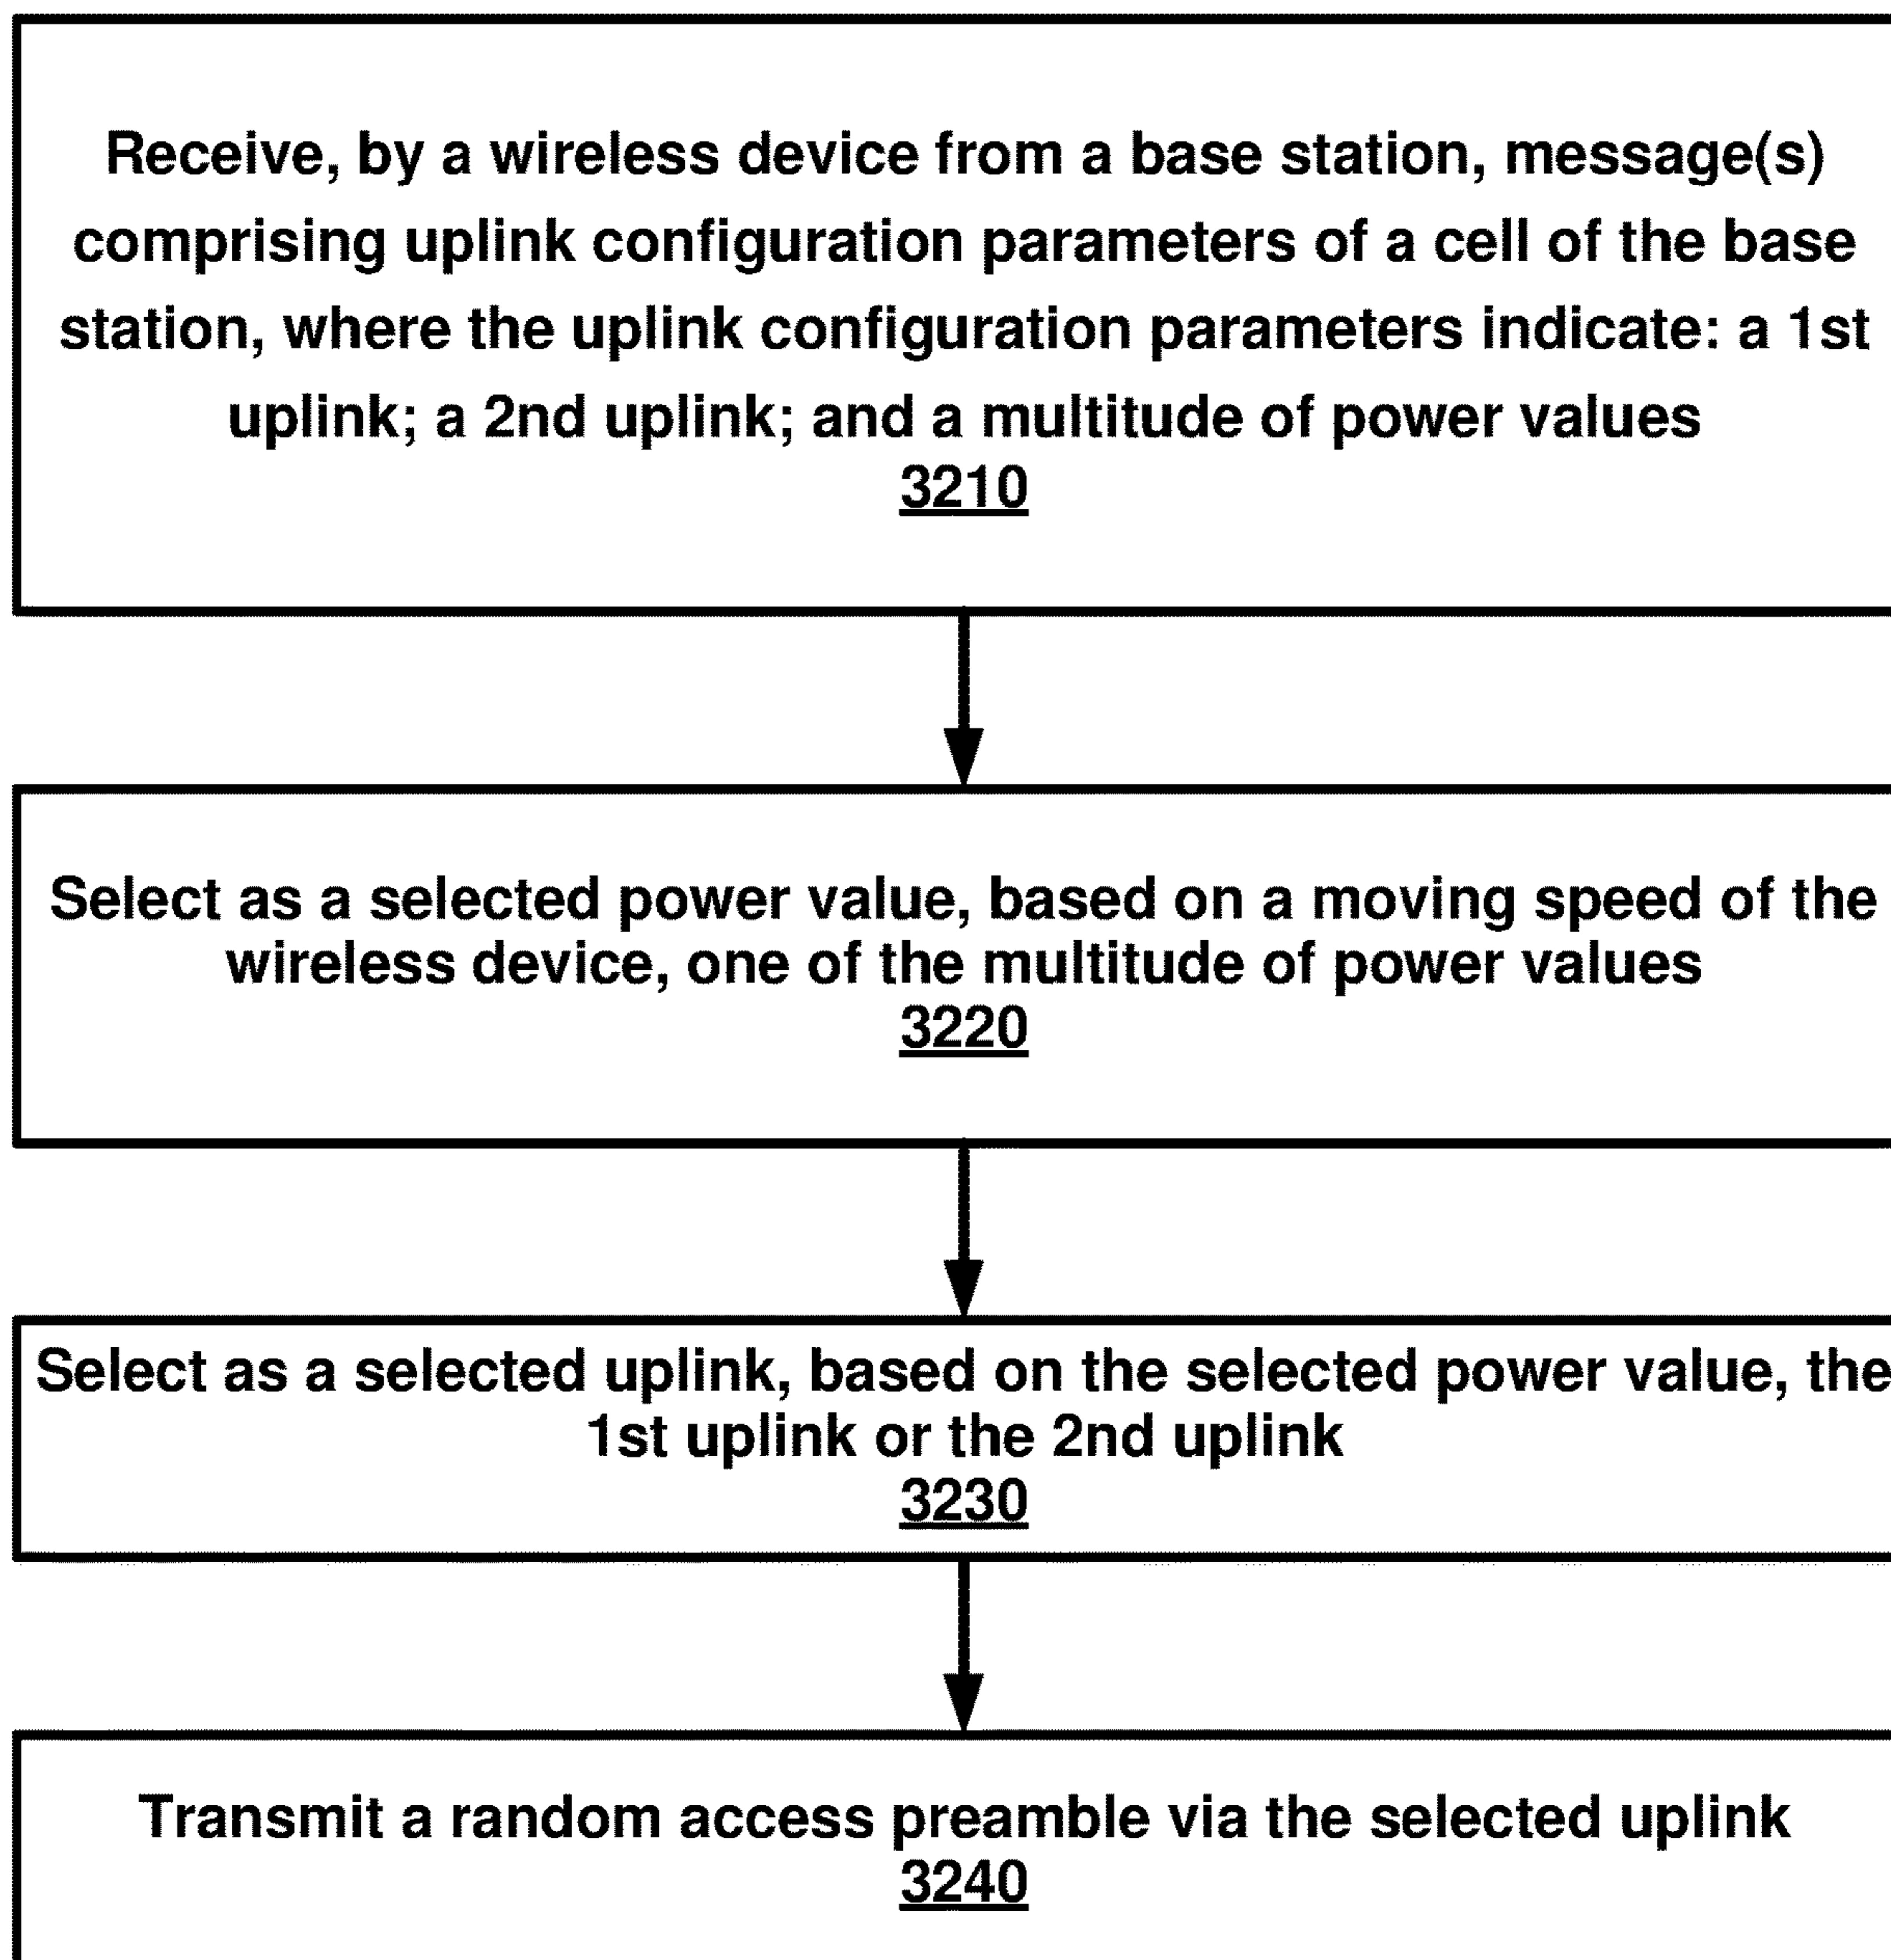 Receive, by a wireless device from a base station, message(s)
comprising uplink configuration parameters of a cell of the base
station, where the uplink configuration parameters indicate: a 1st
uplink; a 2nd uplink; and a multitude of power values
3210
Select as a selected power value, based on a moving speed of the
wireless device, one of the multitude of power values
3220
Select as a selected uplink, based on the selected power value, the
1st uplink or the 2nd uplink
3230
Transmit a random access preamble via the selected uplink
3240